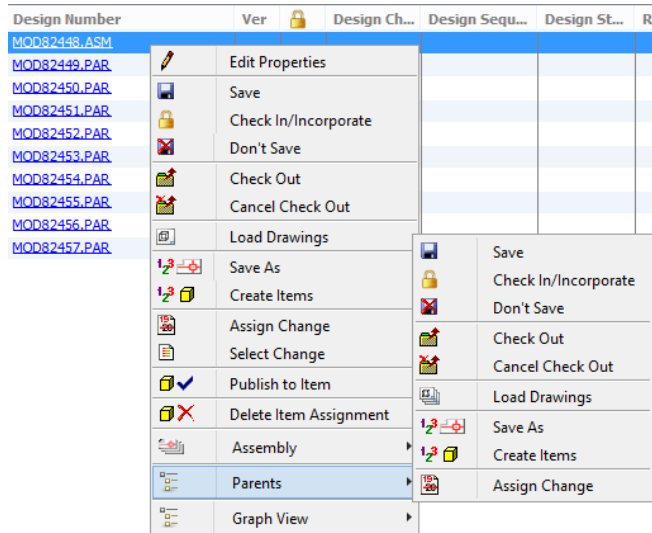 Design Number Ver Design Ch... Design Sequ... Design St... R
MOD82448.ASM
MOD82449.PAR
MOD82450.PAR
MOD82451.PAR
MOD82452.PAR
MOD82453.PAR
MOD82454.PAR
MOD82455.PAR
MOD82456.PAR
MOD82457.PAR
Edit Properties
Save
Check In/Incorporate
Don't Save
Check Out
Cancel Check Out
Load Drawings
Save As
Create Items
Assign Change
Select Change
Publish to Item
Delete Item Assignment
Assembly
Parents
Graph View
Save
Check In/Incorporate
Don't Save
Check Out
Cancel Check Out
Load Drawings
Save As
Create Items
Assign Change